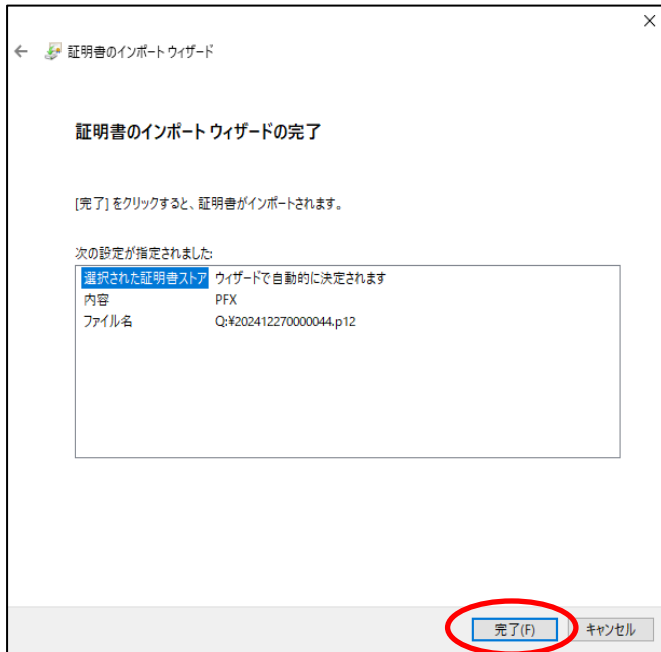 証明書のインポート ウィザード
証明書のインポート ウィザードの完了
[完了] をクリックすると、証明書がインポートされます。
次の設定が指定されました:
選択された証明書ストア ウィザードで自動的に決定されます
内容 PFX
ファイル名 Q:¥202412270000044.p12
完了(F) キャンセル